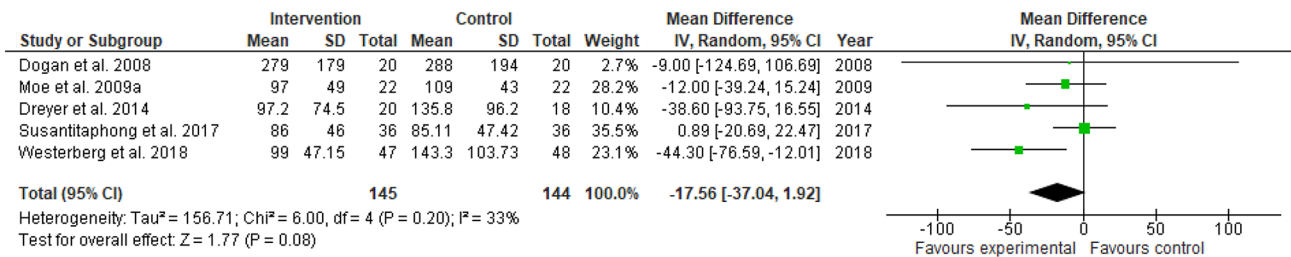 Intervention Control Mean Difference Mean Difference
Study or Subgroup Mean SD Total Mean SD Total Weight IV, Random, 95% CI Year IV, Random, 95% CI
Dogan et al. 2008 279 179 20 288 194 20 2.7% -9.00 [-124.69, 106.69] 2008
Moe et al. 2009a 97 49 22 109 43 22 28.2% -12.00 [-39.24, 15.24] 2009
Dreyer et al. 2014 97.2 74.5 20 135.8 96.2 18 10.4% -38.60 [-93.75, 16.55] 2014
Susantitaphong et al. 2017 86 46 36 85.11 47.42 36 35.5% 0.89 [-20.69, 22.47] 2017
Westerberg et al. 2018 99 47.15 47 143.3 103.73 48 23.1% -44.30 [-76.59, -12.01] 2018
Total (95% CI) 145 144 100.0% -17.56 [-37.04, 1.92]
Heterogeneity: Tau² = 156.71; Chi² = 6.00, df = 4 (P = 0.20); I² = 33%
Test for overall effect: Z = 1.77 (P = 0.08)
-100 -50 0 50 100
Favours experimental Favours control